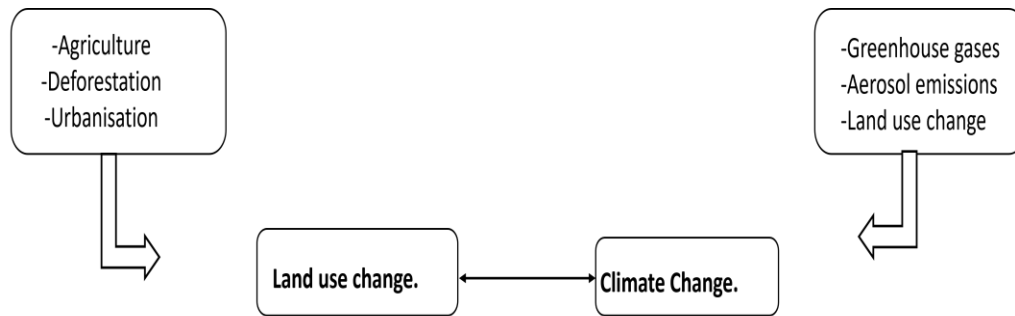 -Agriculture
-Deforestation
-Urbanisation
-Greenhouse gases
-Aerosol emissions
-Land use change
Land use change.
Climate Change.